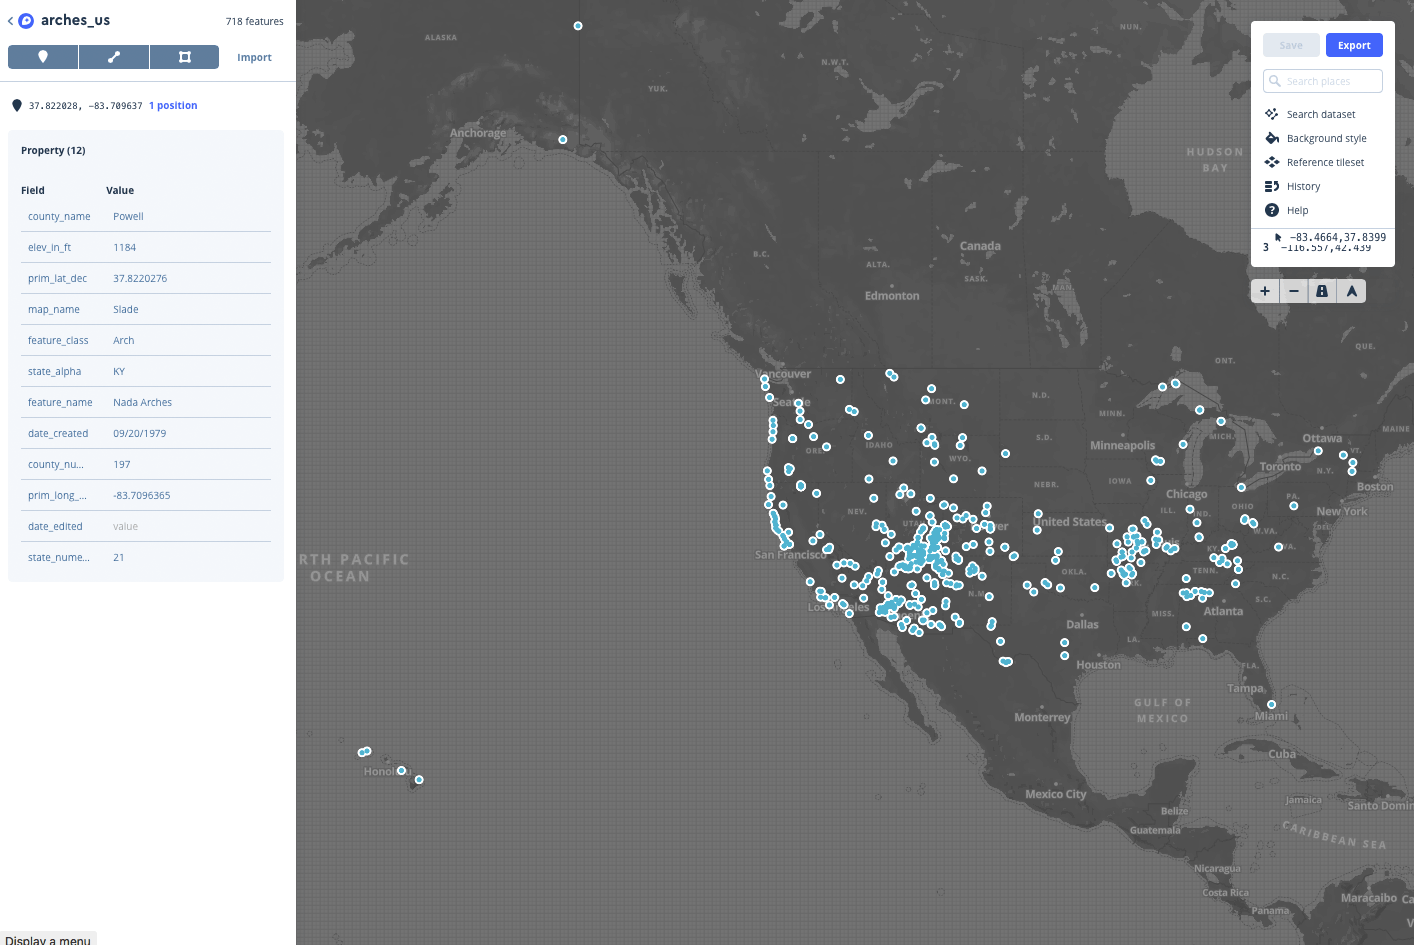 arches_us 718 features
Import
37.822028, -83.709637 1 position
Property (12)
Field Value
county_name Powell
elev_in_ft 1184
prim_lat_dec 37.8220276
map_name Slade
feature_class Arch
state_alpha KY
feature_name Nada Arches
date_created 09/20/1979
county_nu... 197
prim_long_... -83.7096365
date_edited value
state_nume... 21
Display a menu
Save Export
Search places
Search dataset
Background style
Reference tileset
History
Help
-83.4664,37.8399
3 -116.557,42.439
ALASKA
NUN.
N.W.T.
YUK.
Anchorage
HUDSON
BAY
Canada
B.C.
ALTA.
SASK.
MAN.
Edmonton
QUE.
ONT.
Vancouver
N.D.
MONT.
MINN.
MAINE
S.D.
Minneapolis
MICH.
Ottawa
IDAHO
WYO.
VT.
Toronto
N.Y.
IOWA
NEBR.
Boston
Chicago
PA.
OHIO
ILL.
IND.
New York
NEV.
UTAH
United States
W.VA.
DEL.
San Francisco
KY.
VA.
RTH PACIFIC
OCEAN
OKLA.
TENN.
N.C.
N.M.
S.C.
MISS.
Atlanta
Dallas
LA.
Houston
FLA.
Tampa
GULF OF
MEXICO
Miami
Monterrey
Cuba
Mexico City
Jamaica
Santo Domin
Belize
Guatemala
CARIBBEAN SEA
Nicaragua
Costa Rica
Maracaibo Ca
Panama